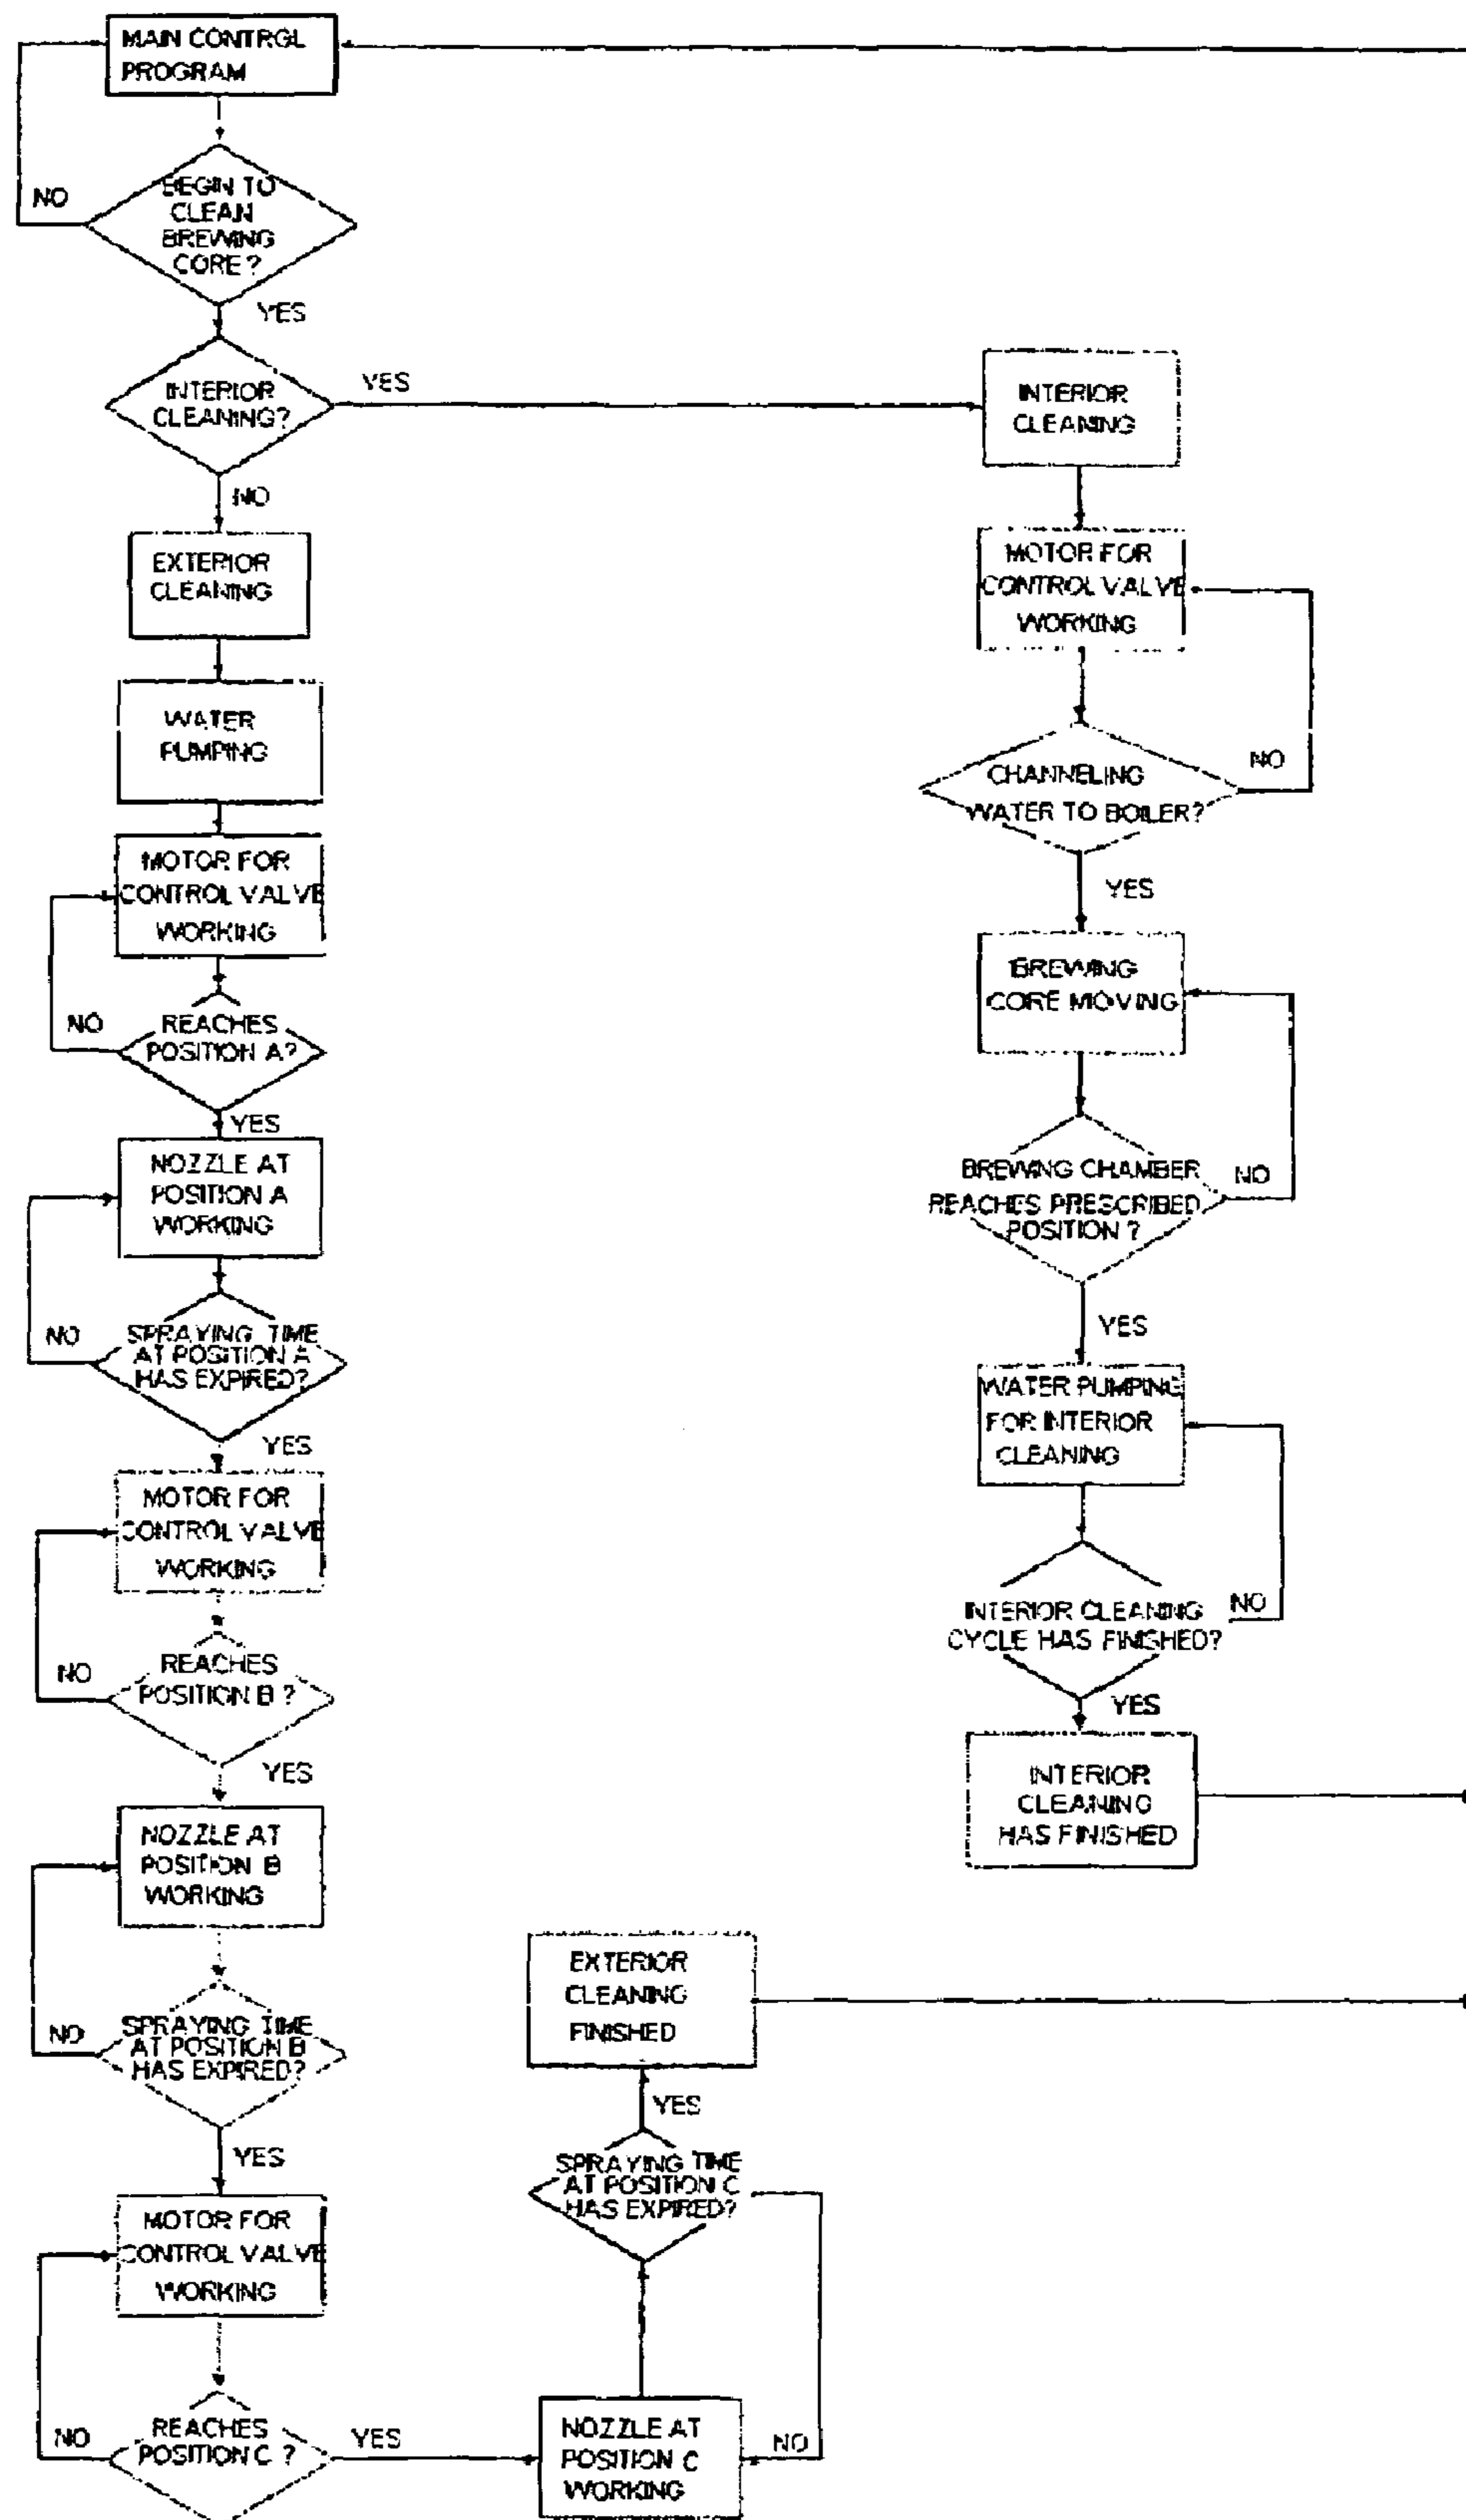 MAIN CONTROL
PROGRAM
NO
BEGIN TO
CLEAN
BREWING
CORE?
YES
INTERIOR
CLEANING?
YES
NO
EXTERIOR
CLEANING
WATER
PUMPING
MOTOR FOR
CONTROL VALVE
WORKING
NO
REACHES
POSITION A?
YES
NOZZLE AT
POSITION A
WORKING
NO
SPRAYING TIME
AT POSITION A
HAS EXPIRED?
YES
MOTOR FOR
CONTROL VALVE
WORKING
NO
REACHES
POSITION B ?
YES
NOZZLE AT
POSITION B
WORKING
NO
SPRAYING TIME
AT POSITION B
HAS EXPIRED?
YES
MOTOR FOR
CONTROL VALVE
WORKING
NO
REACHES
POSITION C ?
YES
NOZZLE AT
POSITION C
WORKING
NO
SPRAYING TIME
AT POSITION C
HAS EXPIRED?
YES
EXTERIOR
CLEANING
FINISHED
INTERIOR
CLEANING
MOTOR FOR
CONTROL VALVE
WORKING
CHANNELING
WATER TO BOILER?
NO
YES
BREWING
CORE MOVING
BREWING CHAMBER
REACHES PRESCRIBED
POSITION ?
NO
YES
WATER PUMPING
FOR INTERIOR
CLEANING
INTERIOR CLEANING
CYCLE HAS FINISHED?
NO
YES
INTERIOR
CLEANING
HAS FINISHED